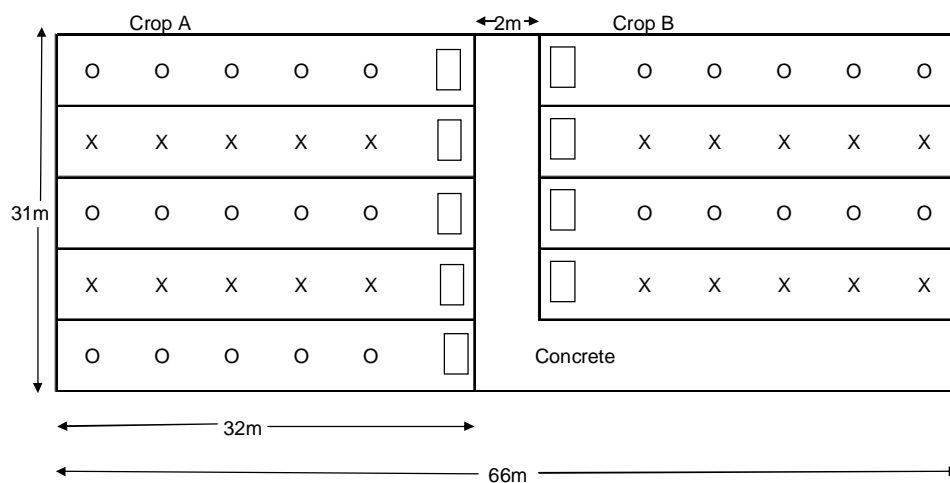 Crop A 2m Crop B
O O O O O O O O O O
X X X X X X X X X X
31m O O O O O O O O O O
X X X X X X X X X X
O O O O O Concrete
32m
66m